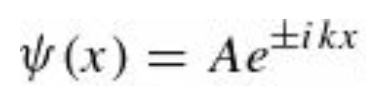 ψ(x) = Ae^{±ikx}